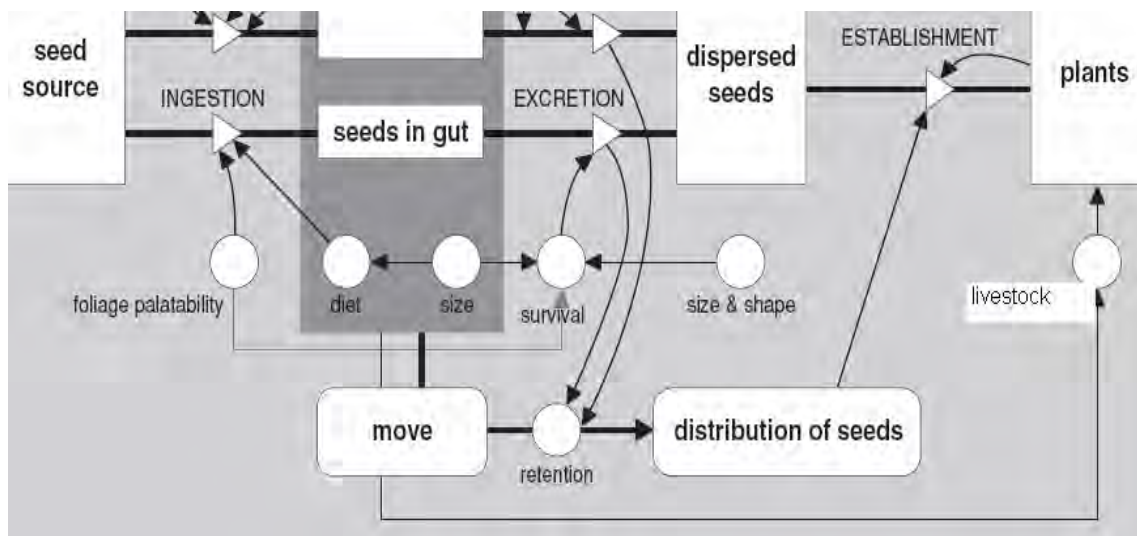 seed
source
INGESTION
seeds in gut
EXCRETION
dispersed
seeds
ESTABLISHMENT
plants
foliage palatability
diet
size
survival
size & shape
livestock
move
retention
distribution of seeds